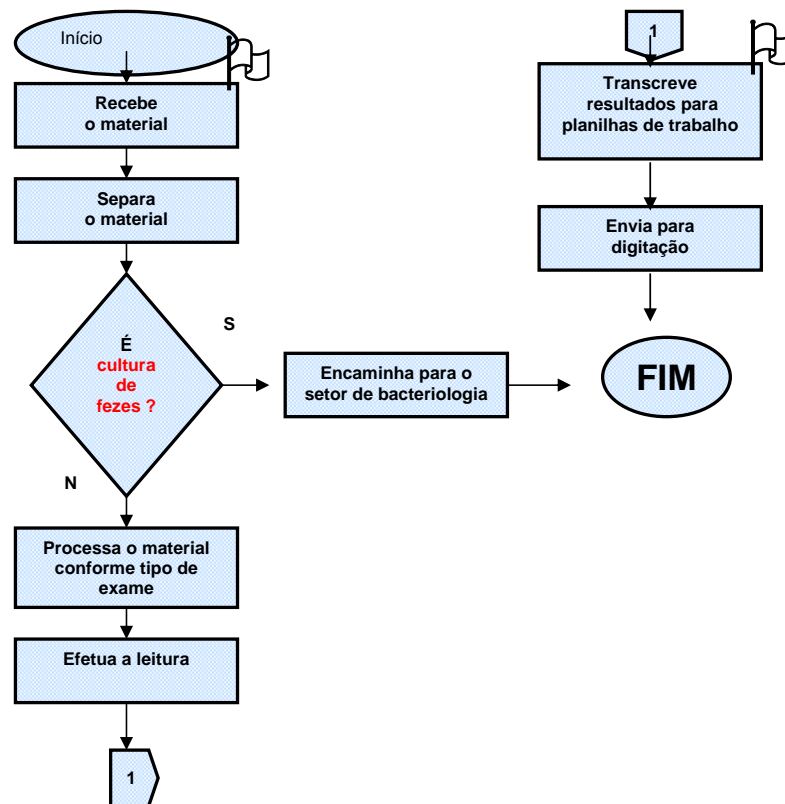 Início
Recebe
o material
Separa
o material
É
cultura
de
fezes ?
S
N
Encaminha para o
setor de bacteriologia
Processa o material
conforme tipo de
exame
Efetua a leitura
1
1
Transcreve
resultados para
planilhas de trabalho
Envia para
digitação
FIM